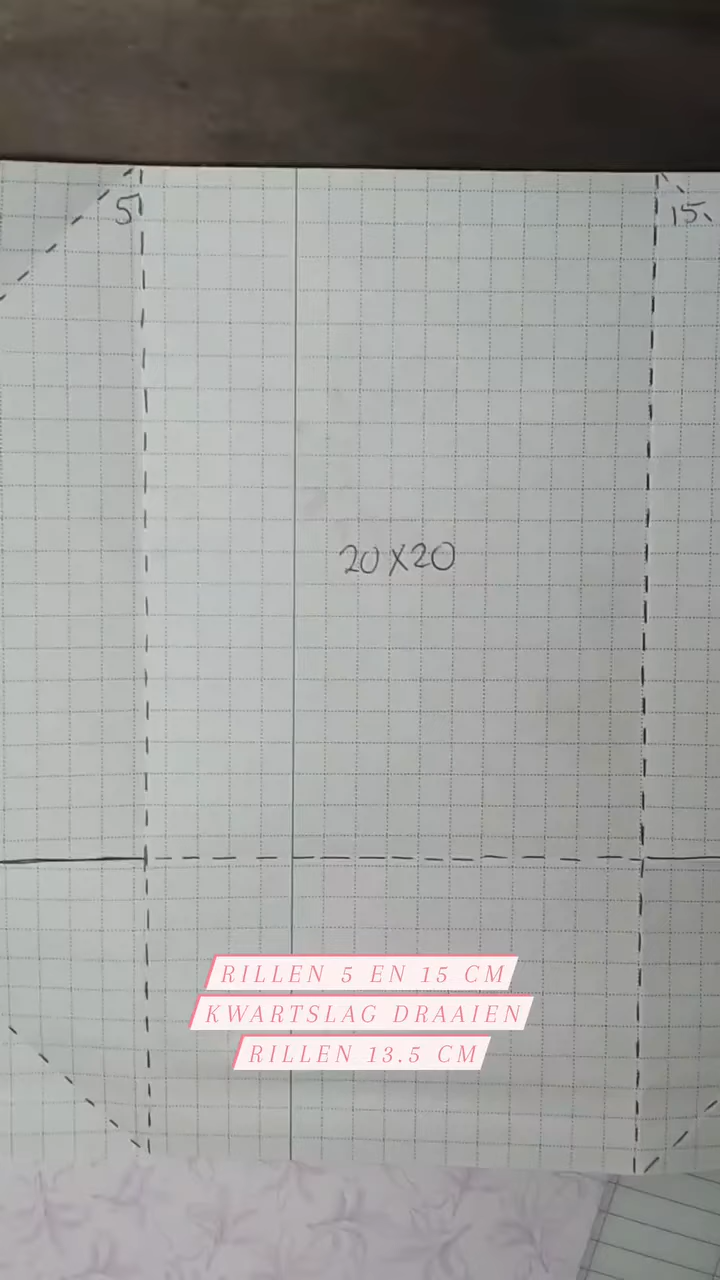 5
15
20X20
RILLEN 5 EN 15 CM
KWARTSLAG DRAAIEN
RILLEN 13.5 CM